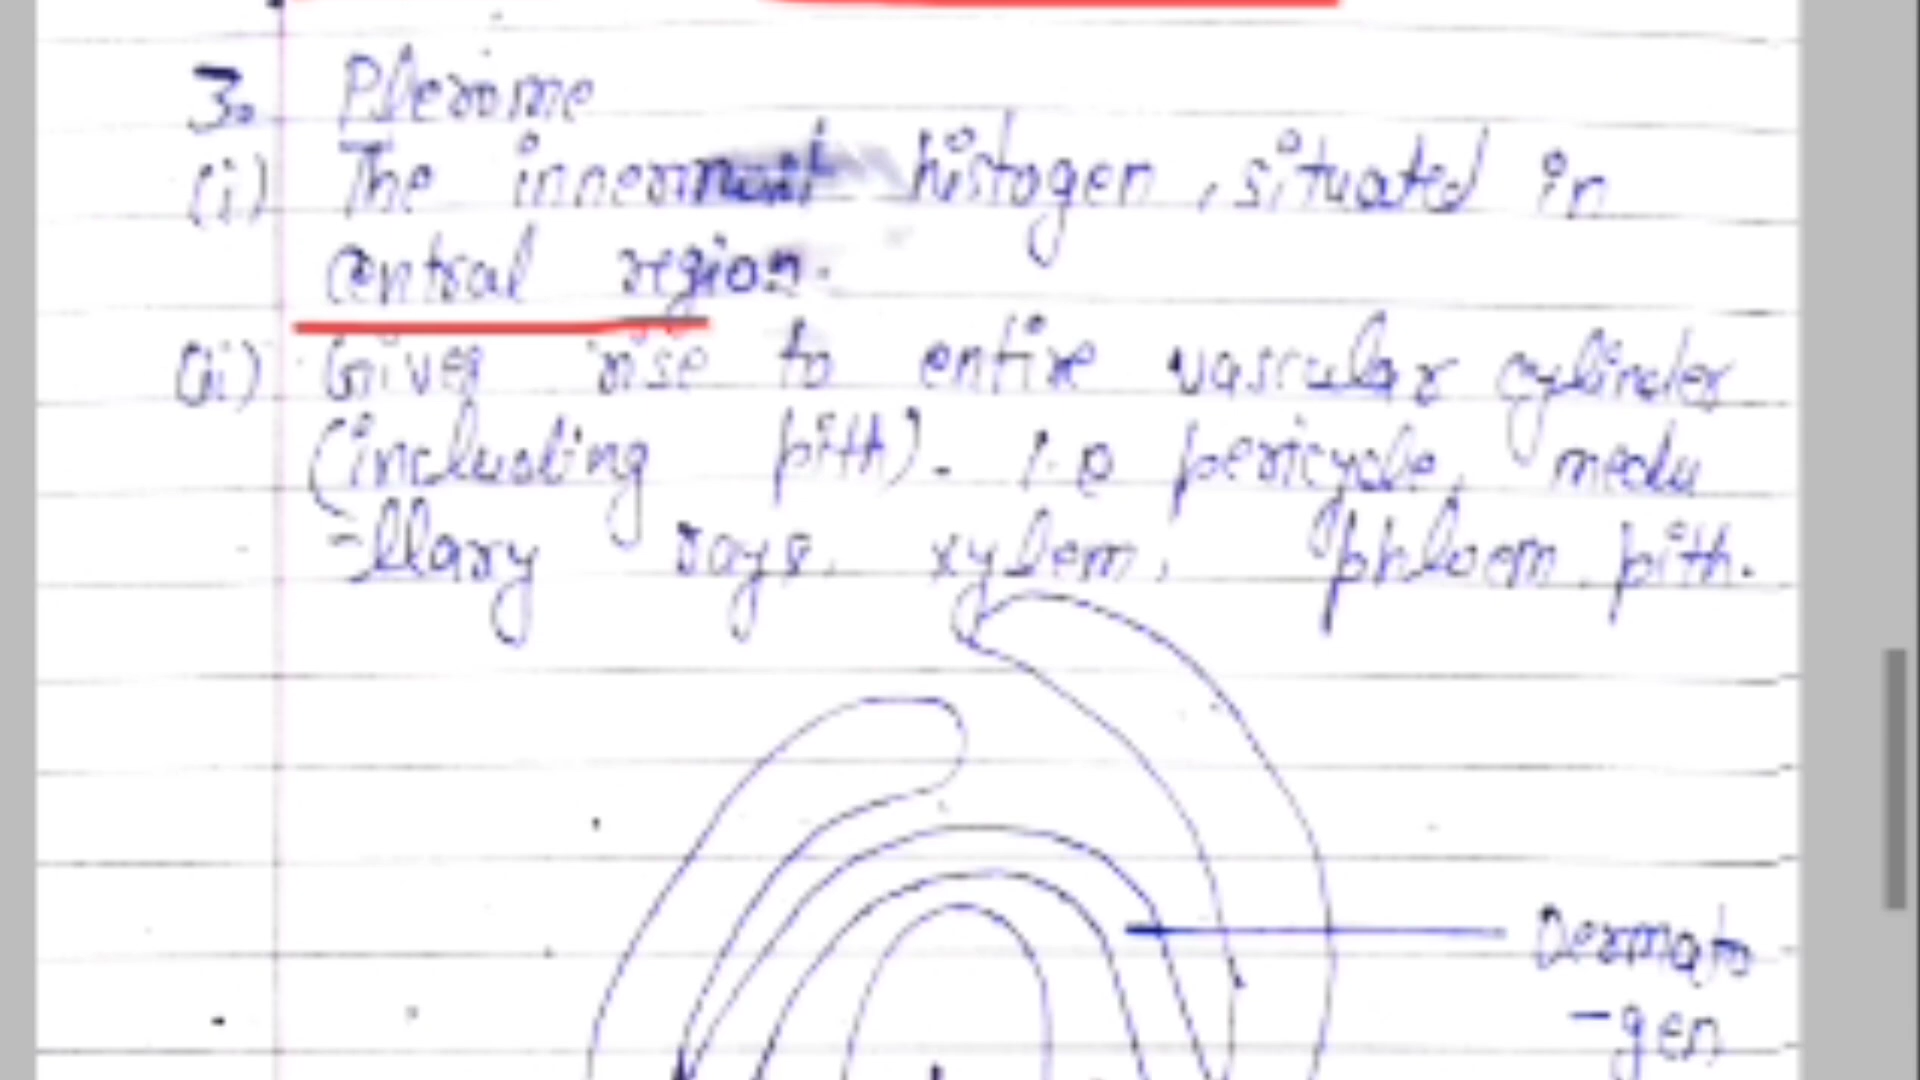 3. Plerome
(i) The innermost histogen, situated in
central region.
(ii) Gives rise to entire vascular cylinder
(including pith). i.e pericycle, medu
-llary rays, xylem, phloem, pith.
Dermato
-gen